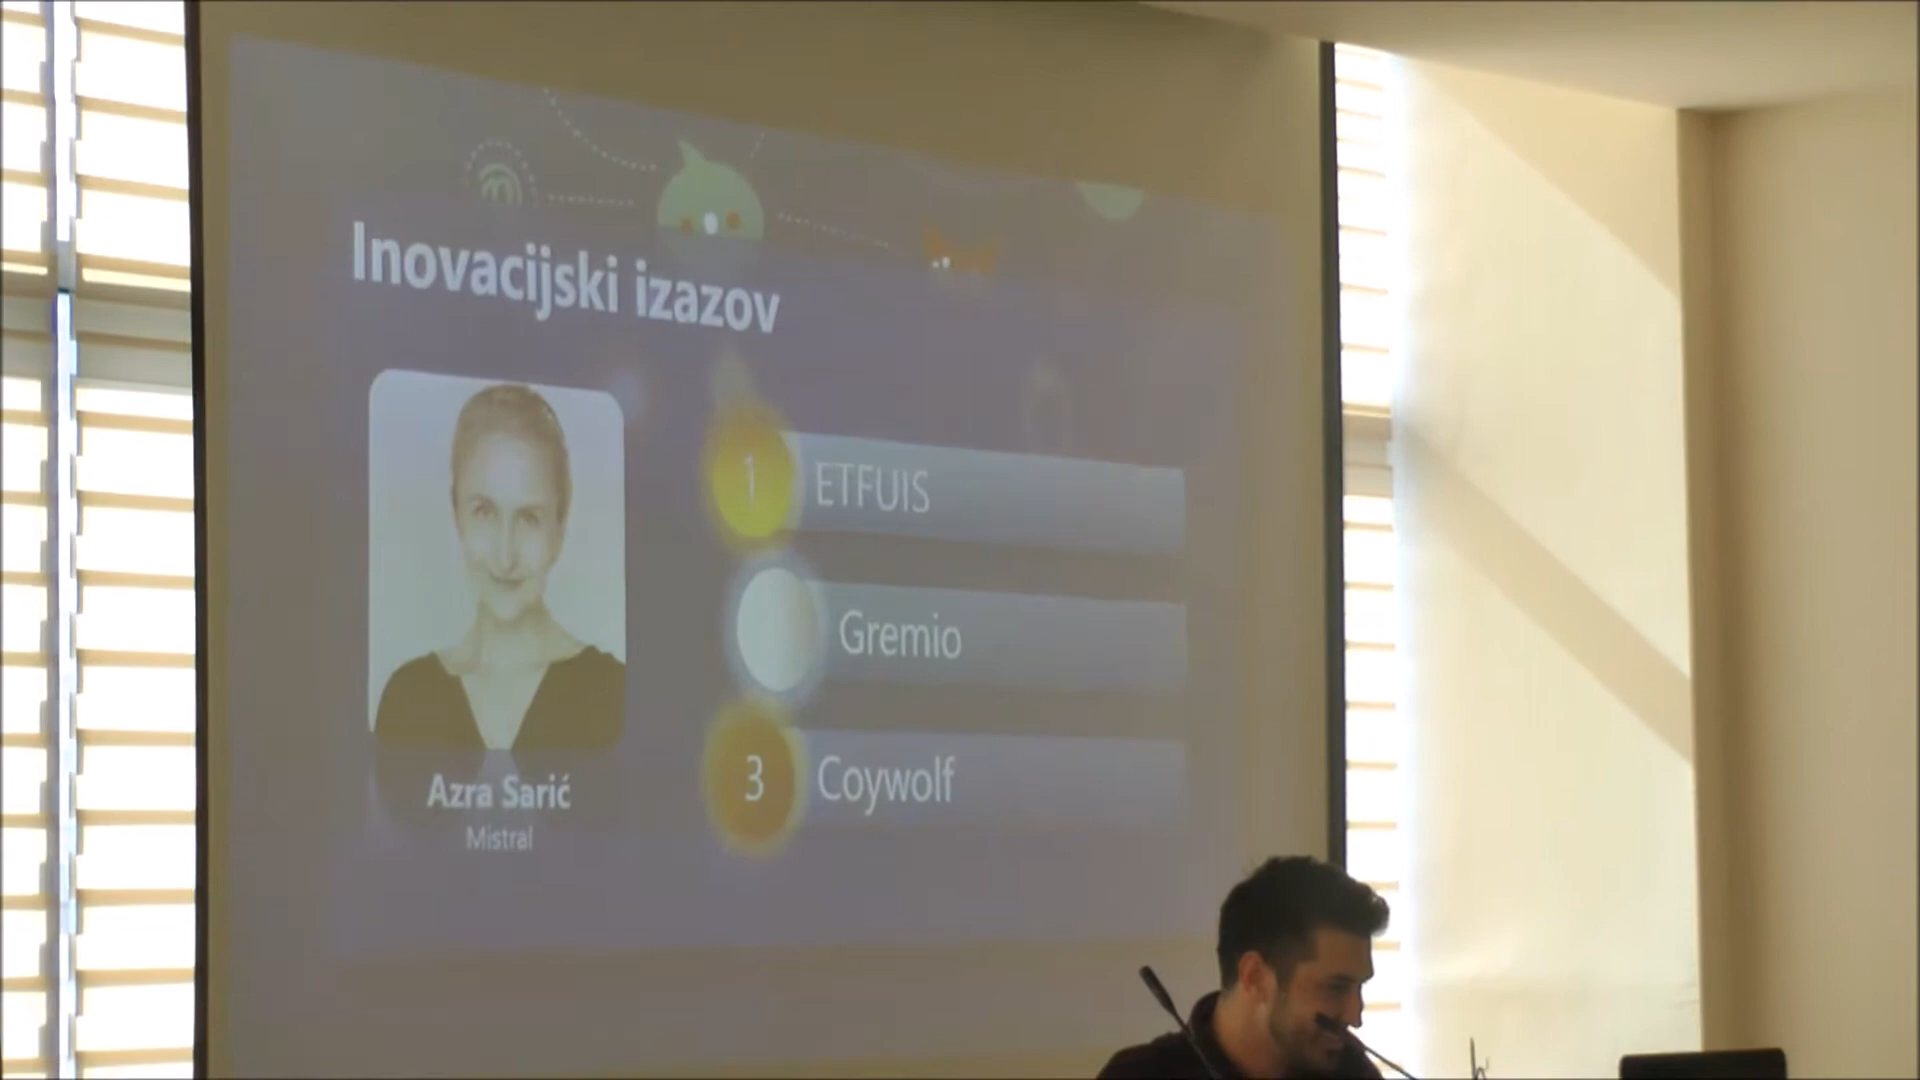 Inovacijski izazov
1 ETFUIS
Gremio
3 Coywolf
Azra Sarić
Mistral